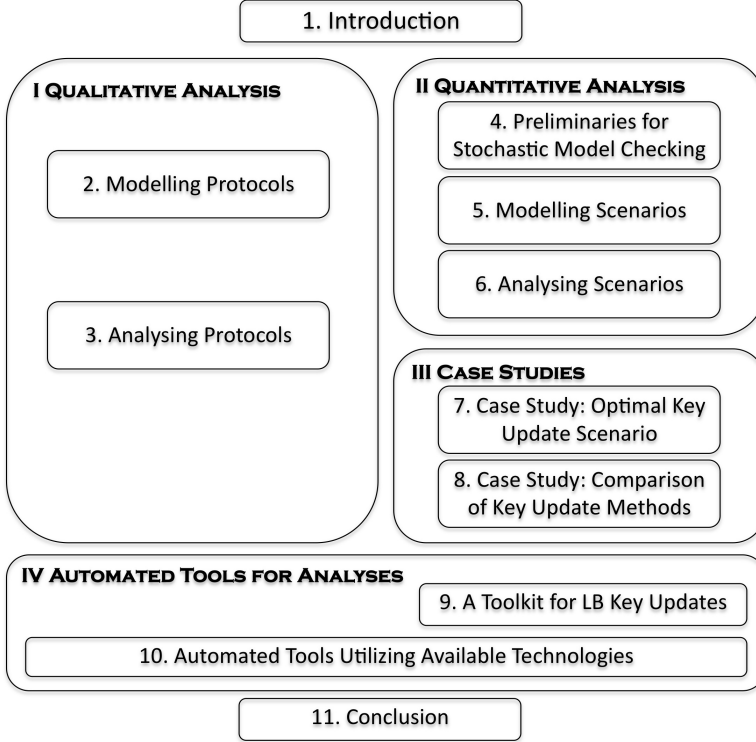 1. Introduction
I QUALITATIVE ANALYSIS
2. Modelling Protocols
3. Analysing Protocols
II QUANTITATIVE ANALYSIS
4. Preliminaries for
Stochastic Model Checking
5. Modelling Scenarios
6. Analysing Scenarios
III CASE STUDIES
7. Case Study: Optimal Key
Update Scenario
8. Case Study: Comparison
of Key Update Methods
IV AUTOMATED TOOLS FOR ANALYSES
9. A Toolkit for LB Key Updates
10. Automated Tools Utilizing Available Technologies
11. Conclusion